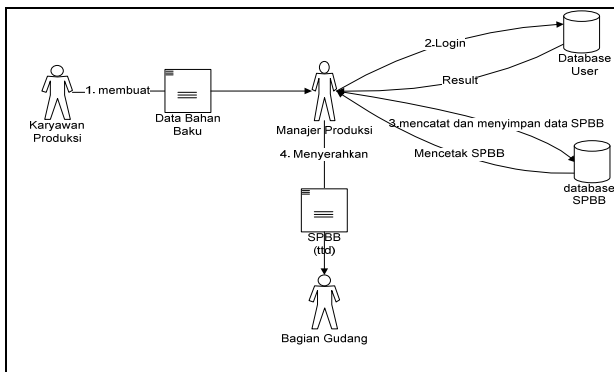 2.Login
Database
User
Result
1. membuat
Karyawan
Produksi
Data Bahan
Baku
Manajer Produksi
3.mencatat dan menyimpan data SPBB
Mencetak SPBB
4. Menyerahkan
database
SPBB
SPBB
(ttd)
Bagian Gudang